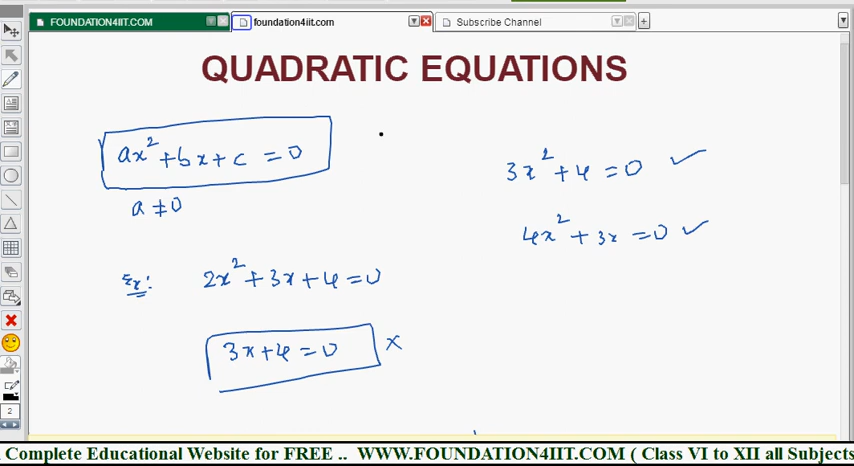 FOUNDATION4IIT.COM
foundation4iit.com
Subscribe Channel
QUADRATIC EQUATIONS
ax² + bx + c = 0
a ≠ 0
3x² + 4 = 0 ✓
4x² + 3x = 0 ✓
Ex: 2x² + 3x + 4 = 0
3x + 4 = 0 x
2
Complete Educational Website for FREE .. WWW.FOUNDATION4IIT.COM ( Class VI to XII all Subjects